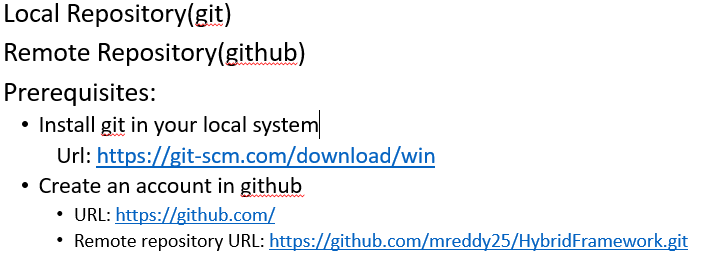 Local Repository(git)
Remote Repository(github)
Prerequisites:
• Install git in your local system
Url: https://git-scm.com/download/win
• Create an account in github
• URL: https://github.com/
• Remote repository URL: https://github.com/mreddy25/HybridFramework.git